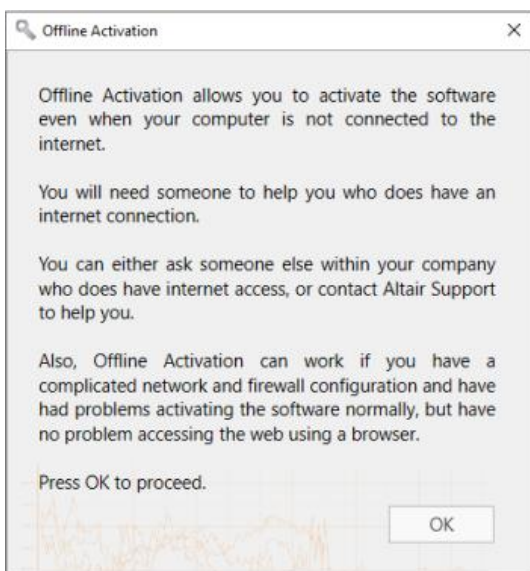 Offline Activation
Offline Activation allows you to activate the software
even when your computer is not connected to the
internet.
You will need someone to help you who does have an
internet connection.
You can either ask someone else within your company
who does have internet access, or contact Altair Support
to help you.
Also, Offline Activation can work if you have a
complicated network and firewall configuration and have
had problems activating the software normally, but have
no problem accessing the web using a browser.
Press OK to proceed.
OK